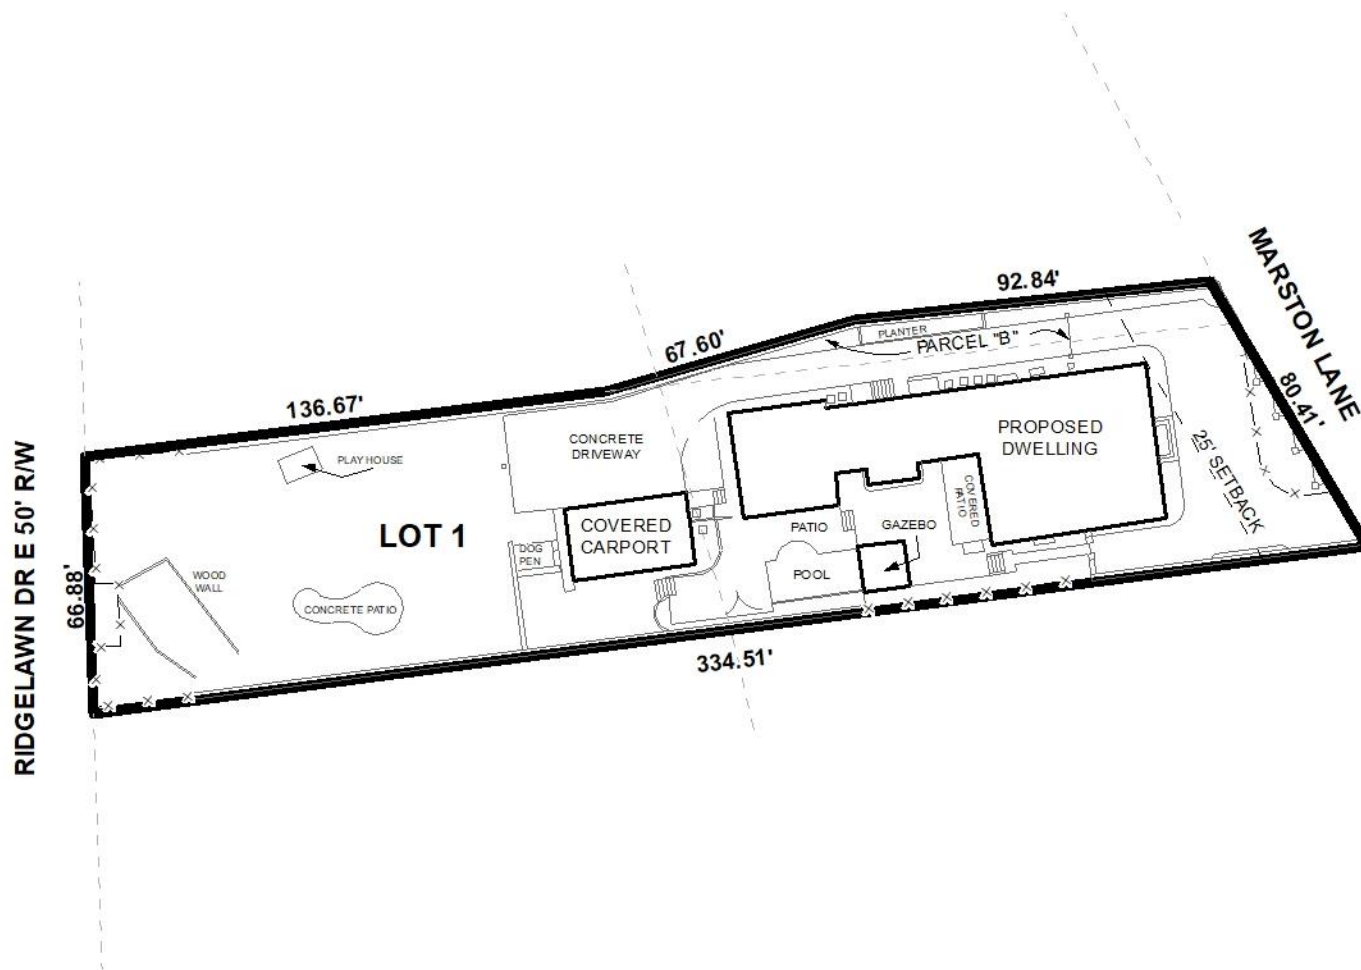 MARSTON LANE
92.84'
67.60'
PLANTER
PARCEL "B"
136.67'
80.41'
PROPOSED
DWELLING
CONCRETE
DRIVEWAY
PLAYHOUSE
25' SETBACK
RIDGELAWN DR E 50' R/W
LOT 1
COVERED
CARPORT
COVERED
PATIO
PATIO
GAZEBO
DOG
PEN
POOL
WOOD
WALL
CONCRETE PATIO
66.88'
334.51'